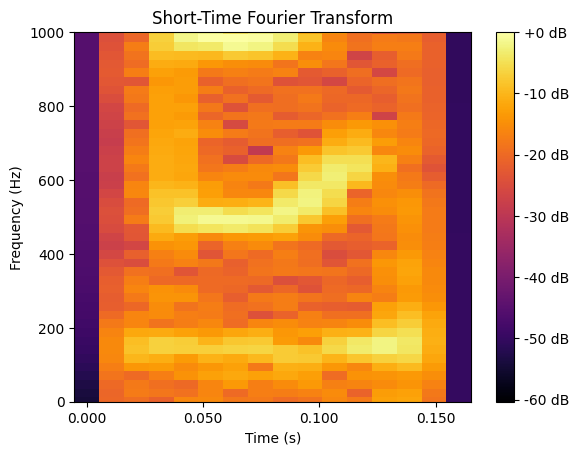 Short-Time Fourier Transform
1000
800
600
400
200
0
Frequency (Hz)
0.000
0.050
0.100
0.150
Time (s)
+0 dB
-10 dB
-20 dB
-30 dB
-40 dB
-50 dB
-60 dB